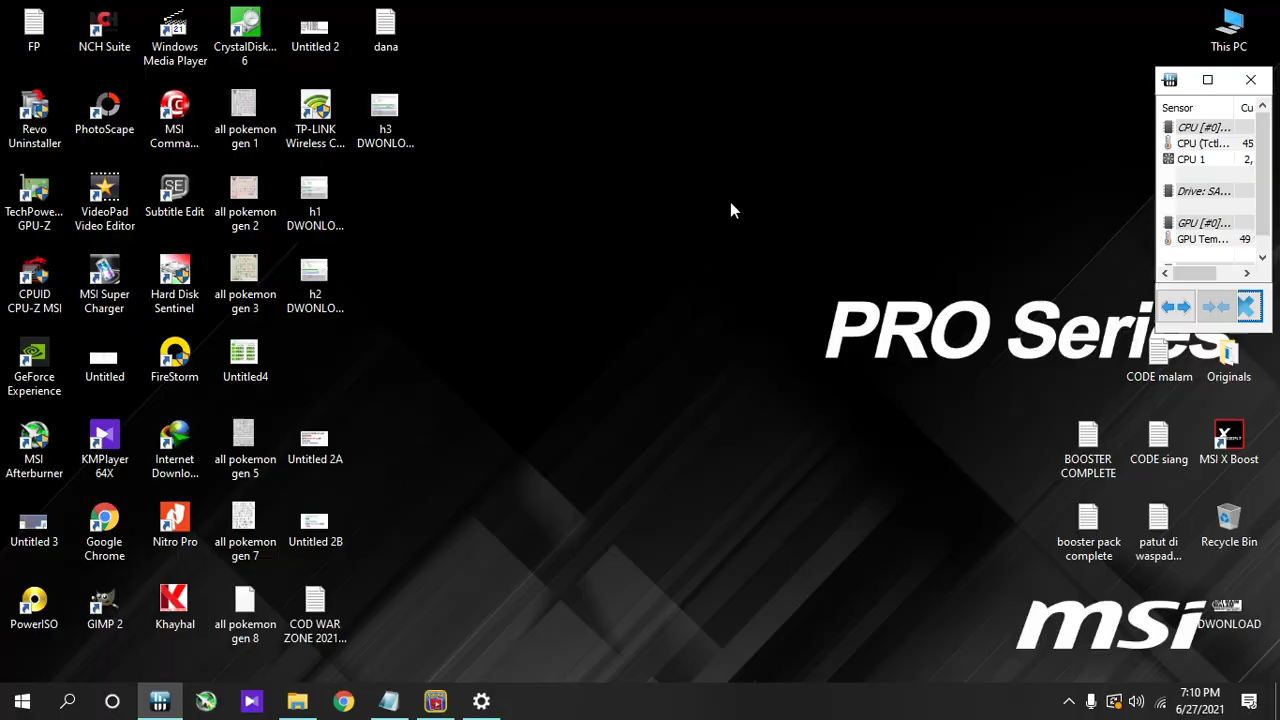 FP
NCH Suite
Windows
Media Player
CrystalDisk...
6
Untitled 2
dana
This PC
Revo
Uninstaller
PhotoScape
MSI
Comma...
all pokemon
gen 1
TP-LINK
Wireless C...
h3
DWONLO...
Sensor
Cu
CPU [#0]...
CPU (Tctl...
45
CPU 1
2,
Drive: SA...
GPU [#0]...
GPU Tem...
49
TechPowe...
GPU-Z
VideoPad
Video Editor
Subtitle Edit
all pokemon
gen 2
h1
DWONLO...
CPUID
CPU-Z MSI
MSI Super
Charger
Hard Disk
Sentinel
all pokemon
gen 3
h2
DWONLO...
PRO Series
GeForce
Experience
Untitled
FireStorm
Untitled4
CODE malam
Originals
MSI
Afterburner
KMPlayer
64X
Internet
Downlo...
all pokemon
gen 5
Untitled 2A
BOOSTER
COMPLETE
CODE siang
MSI X Boost
Untitled 3
Google
Chrome
Nitro Pro
all pokemon
gen 7
Untitled 2B
booster pack
complete
patut di
waspad...
Recycle Bin
PowerISO
GIMP 2
Khayhal
all pokemon
gen 8
COD WAR
ZONE 2021...
msi
DWONLOAD
7:10 PM
6/27/2021